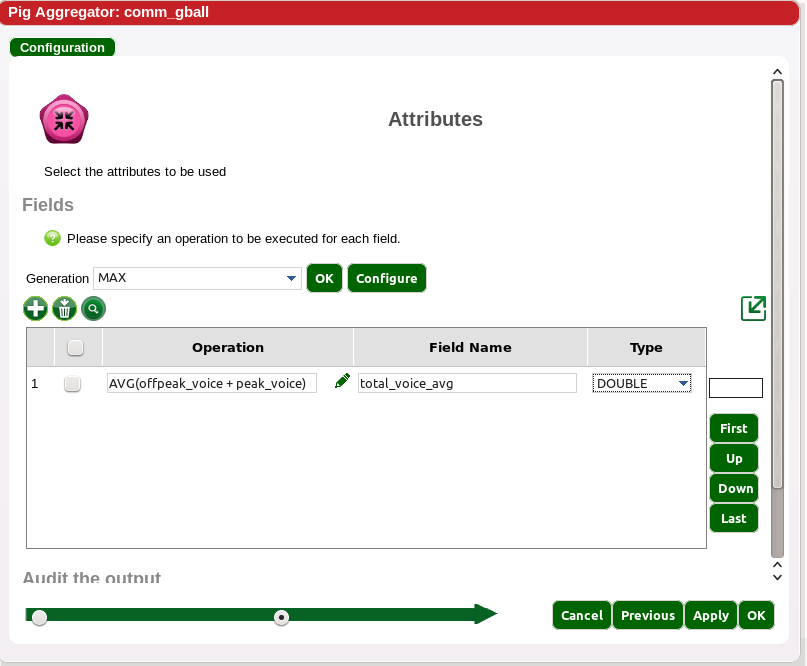 Pig Aggregator: comm_gball
Configuration
Attributes
Select the attributes to be used
Fields
Please specify an operation to be executed for each field.
Generation MAX OK Configure
Operation Field Name Type
1 AVG(offpeak_voice + peak_voice) total_voice_avg DOUBLE
First
Up
Down
Last
Audit the output
Cancel Previous Apply OK